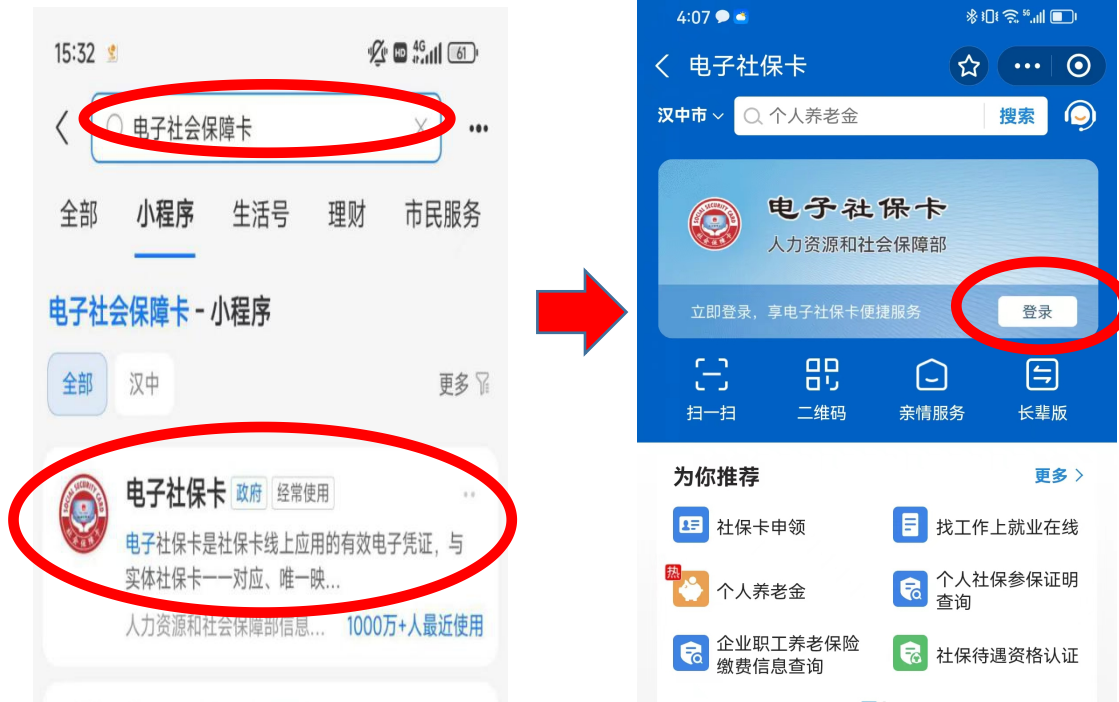 15:32
HD 4G 61
电子社会保障卡
全部 小程序 生活号 理财 市民服务
电子社会保障卡 - 小程序
全部 汉中 更多
电子社保卡 政府 经常使用
电子社保卡是社保卡线上应用的有效电子凭证，与
实体社保卡一一对应、唯一映...
人力资源和社会保障部信息... 1000万+人最近使用
4:07
电子社保卡
汉中市 个人养老金 搜索
电子社保卡
人力资源和社会保障部
立即登录，享电子社保卡便捷服务 登录
扫一扫 二维码 亲情服务 长辈版
为你推荐 更多
社保卡申领 找工作上就业在线
热
个人养老金 个人社保参保证明
查询
企业职工养老保险
缴费信息查询 社保待遇资格认证